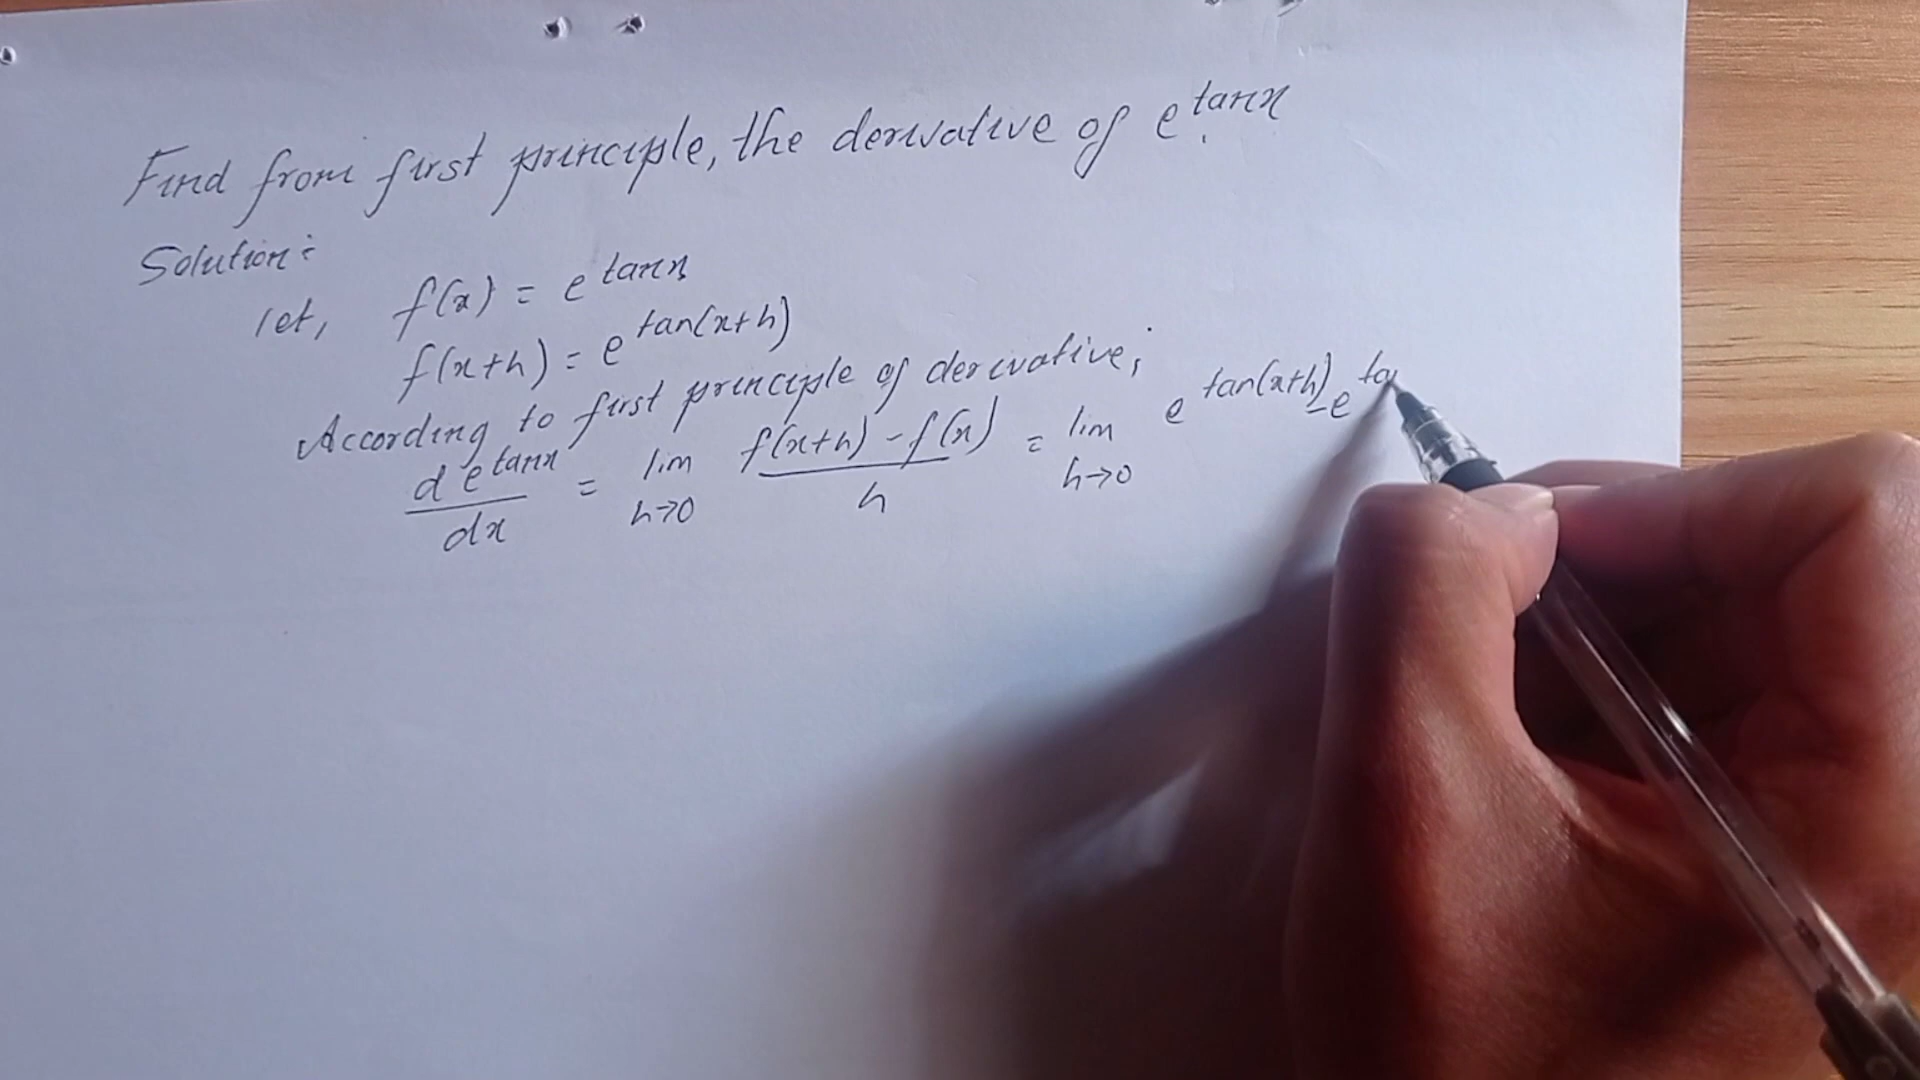 Find from first principle, the derivative of e^tanx
Solution:
let, f(x) = e^tanx
f(x+h) = e^tan(x+h)
According to first principle of derivative;
d e^tanx/dx = lim h→0 f(x+h) - f(x)/h = lim h→0 e^tan(x+h) - e^ta